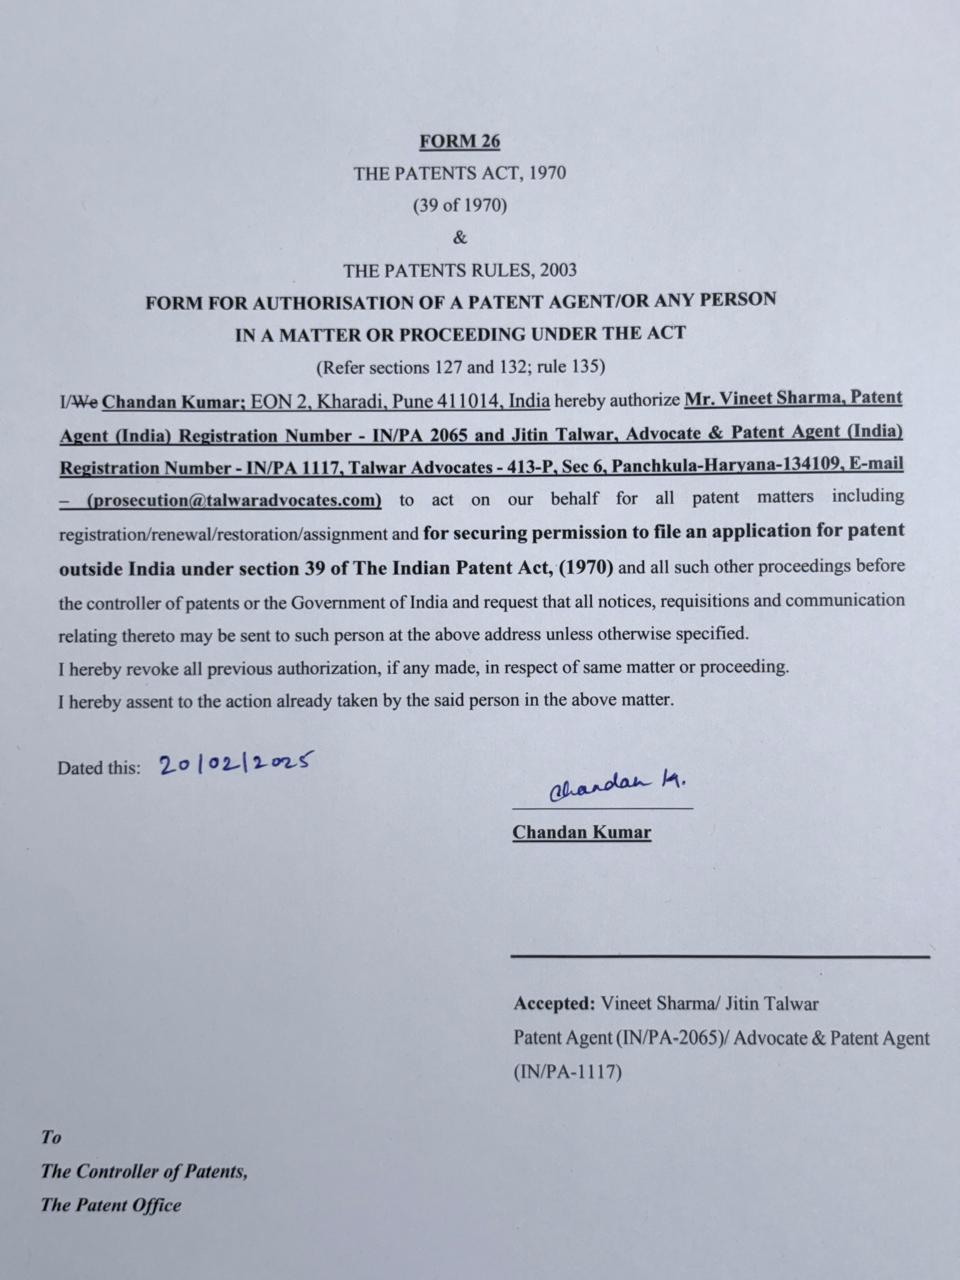 FORM 26
THE PATENTS ACT, 1970
(39 of 1970)
&
THE PATENTS RULES, 2003
FORM FOR AUTHORISATION OF A PATENT AGENT/OR ANY PERSON
IN A MATTER OR PROCEEDING UNDER THE ACT
(Refer sections 127 and 132; rule 135)
I/We Chandan Kumar; EON 2, Kharadi, Pune 411014, India hereby authorize Mr. Vineet Sharma, Patent
Agent (India) Registration Number - IN/PA 2065 and Jitin Talwar, Advocate & Patent Agent (India)
Registration Number - IN/PA 1117, Talwar Advocates - 413-P, Sec 6, Panchkula-Haryana-134109, E-mail
– (prosecution@talwaradvocates.com) to act on our behalf for all patent matters including
registration/renewal/restoration/assignment and for securing permission to file an application for patent
outside India under section 39 of The Indian Patent Act, (1970) and all such other proceedings before
the controller of patents or the Government of India and request that all notices, requisitions and communication
relating thereto may be sent to such person at the above address unless otherwise specified.
I hereby revoke all previous authorization, if any made, in respect of same matter or proceeding.
I hereby assent to the action already taken by the said person in the above matter.
Dated this: 20/02/2025
Chandan K.
Chandan Kumar
Accepted: Vineet Sharma/ Jitin Talwar
Patent Agent (IN/PA-2065)/ Advocate & Patent Agent
(IN/PA-1117)
To
The Controller of Patents,
The Patent Office